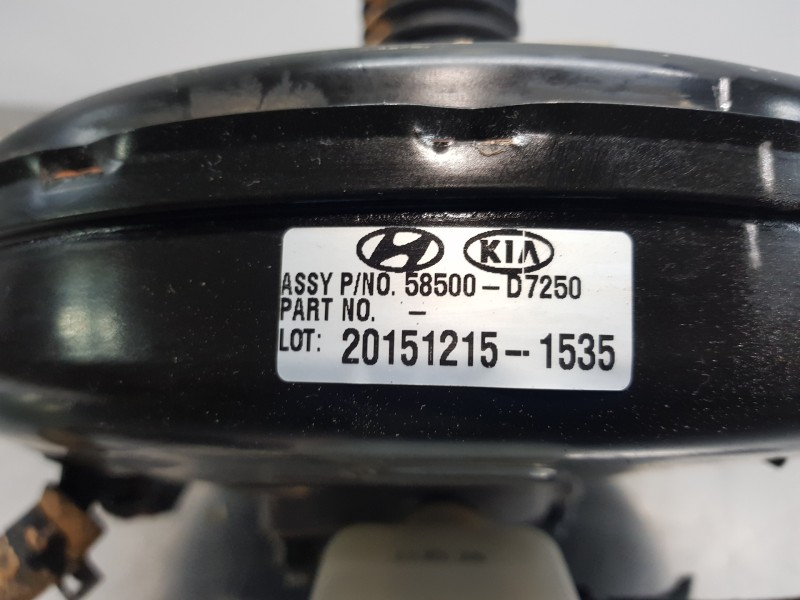 KIA
ASSY P/NO. 58500-D7250
PART NO. -
LOT: 20151215-1535